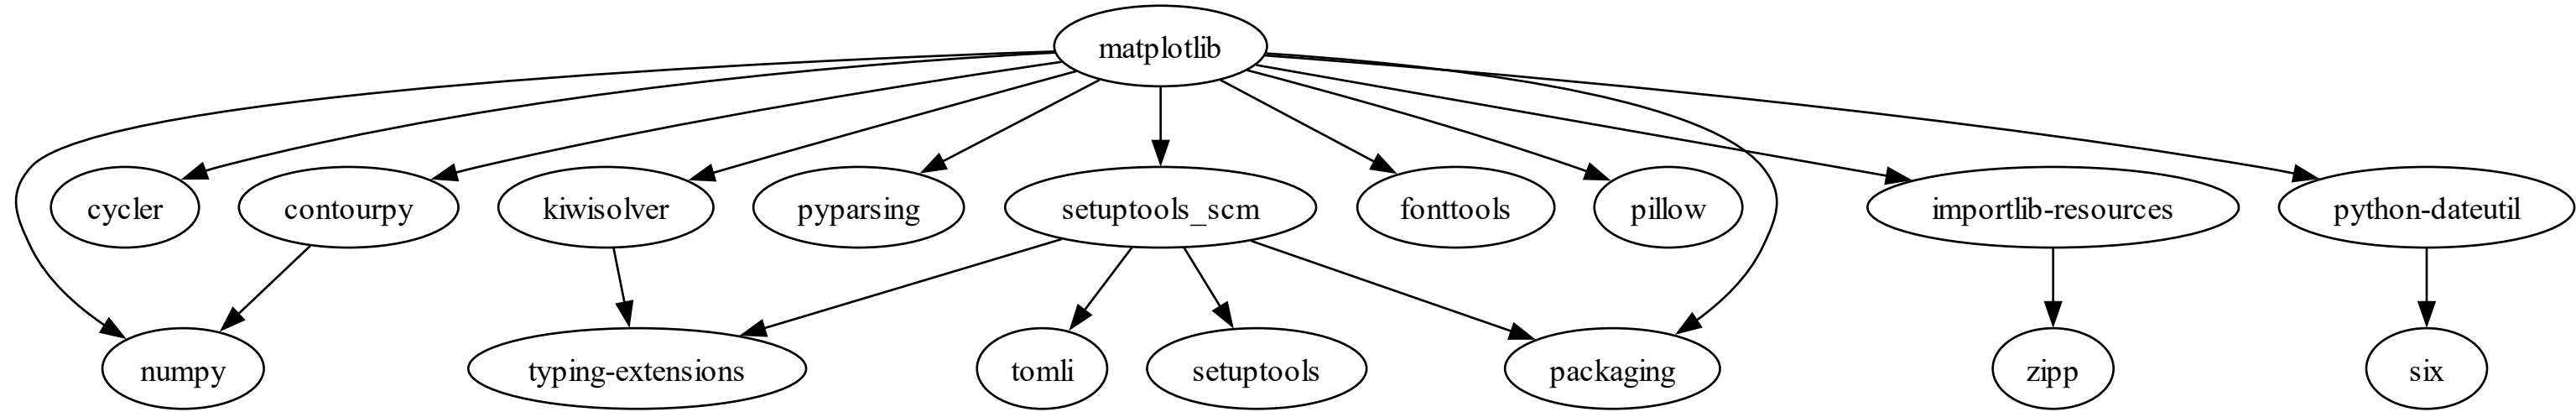 matplotlib
cycler
contourpy
kiwisolver
pyparsing
setuptools_scm
fonttools
pillow
importlib-resources
python-dateutil
numpy
typing-extensions
tomli
setuptools
packaging
zipp
six